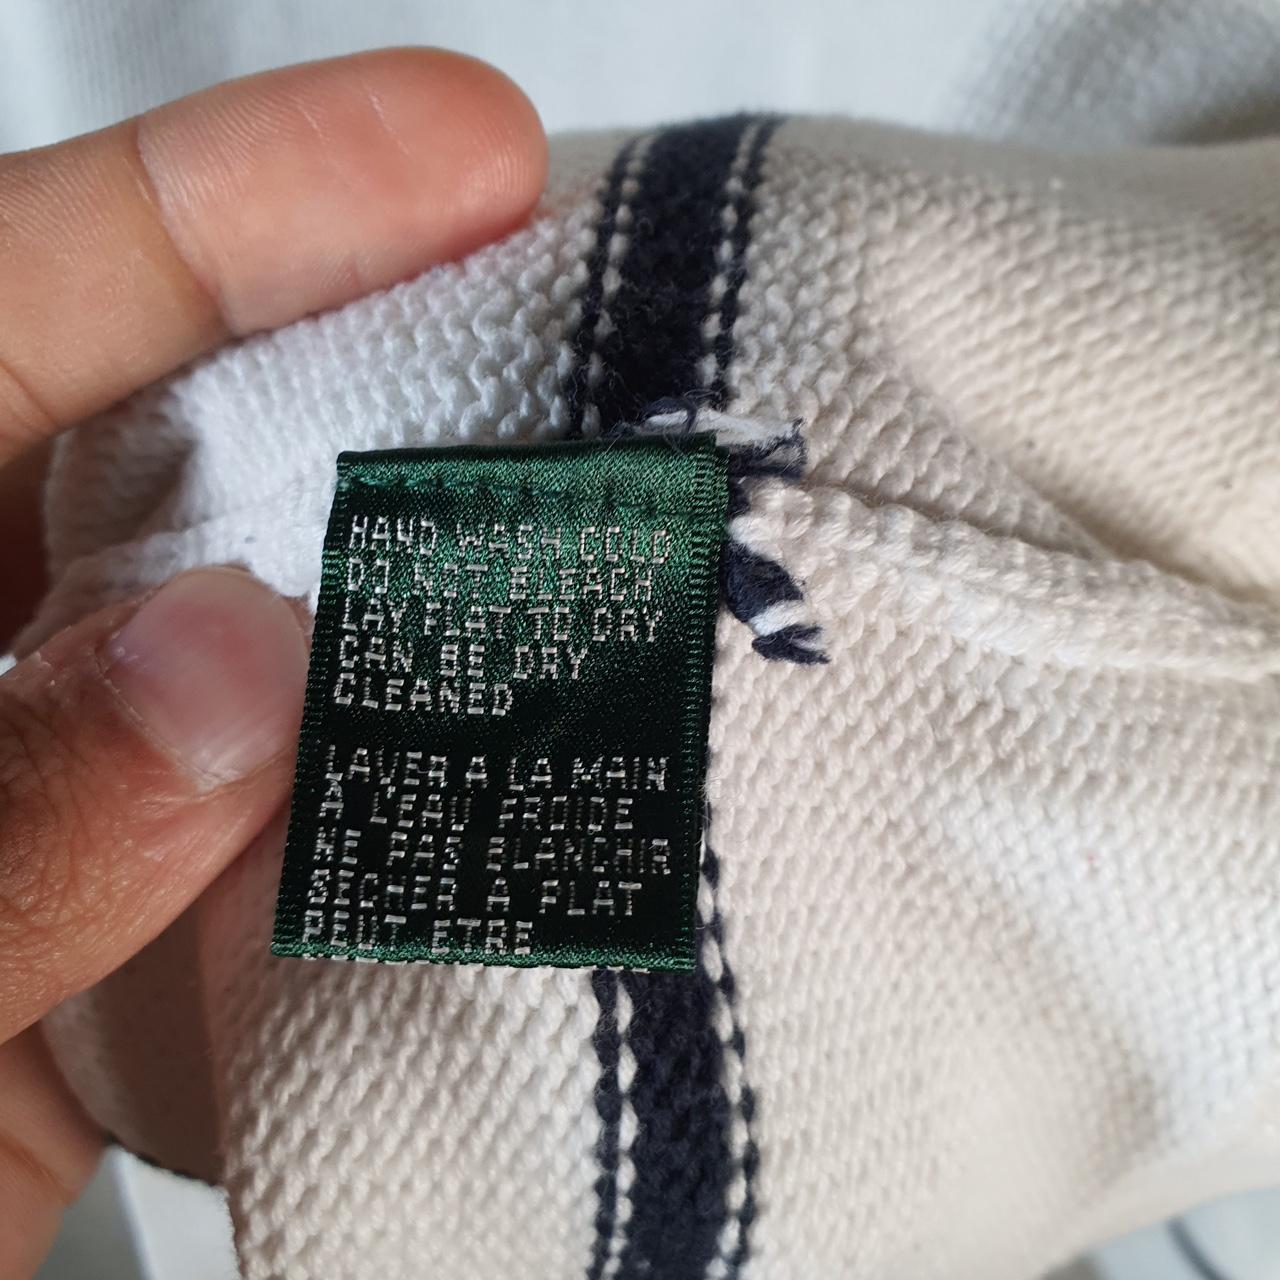 HAND WASH COLD
DO NOT BLEACH
LAY FLAT TO DRY
CAN BE DRY
CLEANED
LAVER A LA MAIN
A L'EAU FROIDE
NE PAS BLANCHIR
SECHER A FLAT
PEUT ETRE